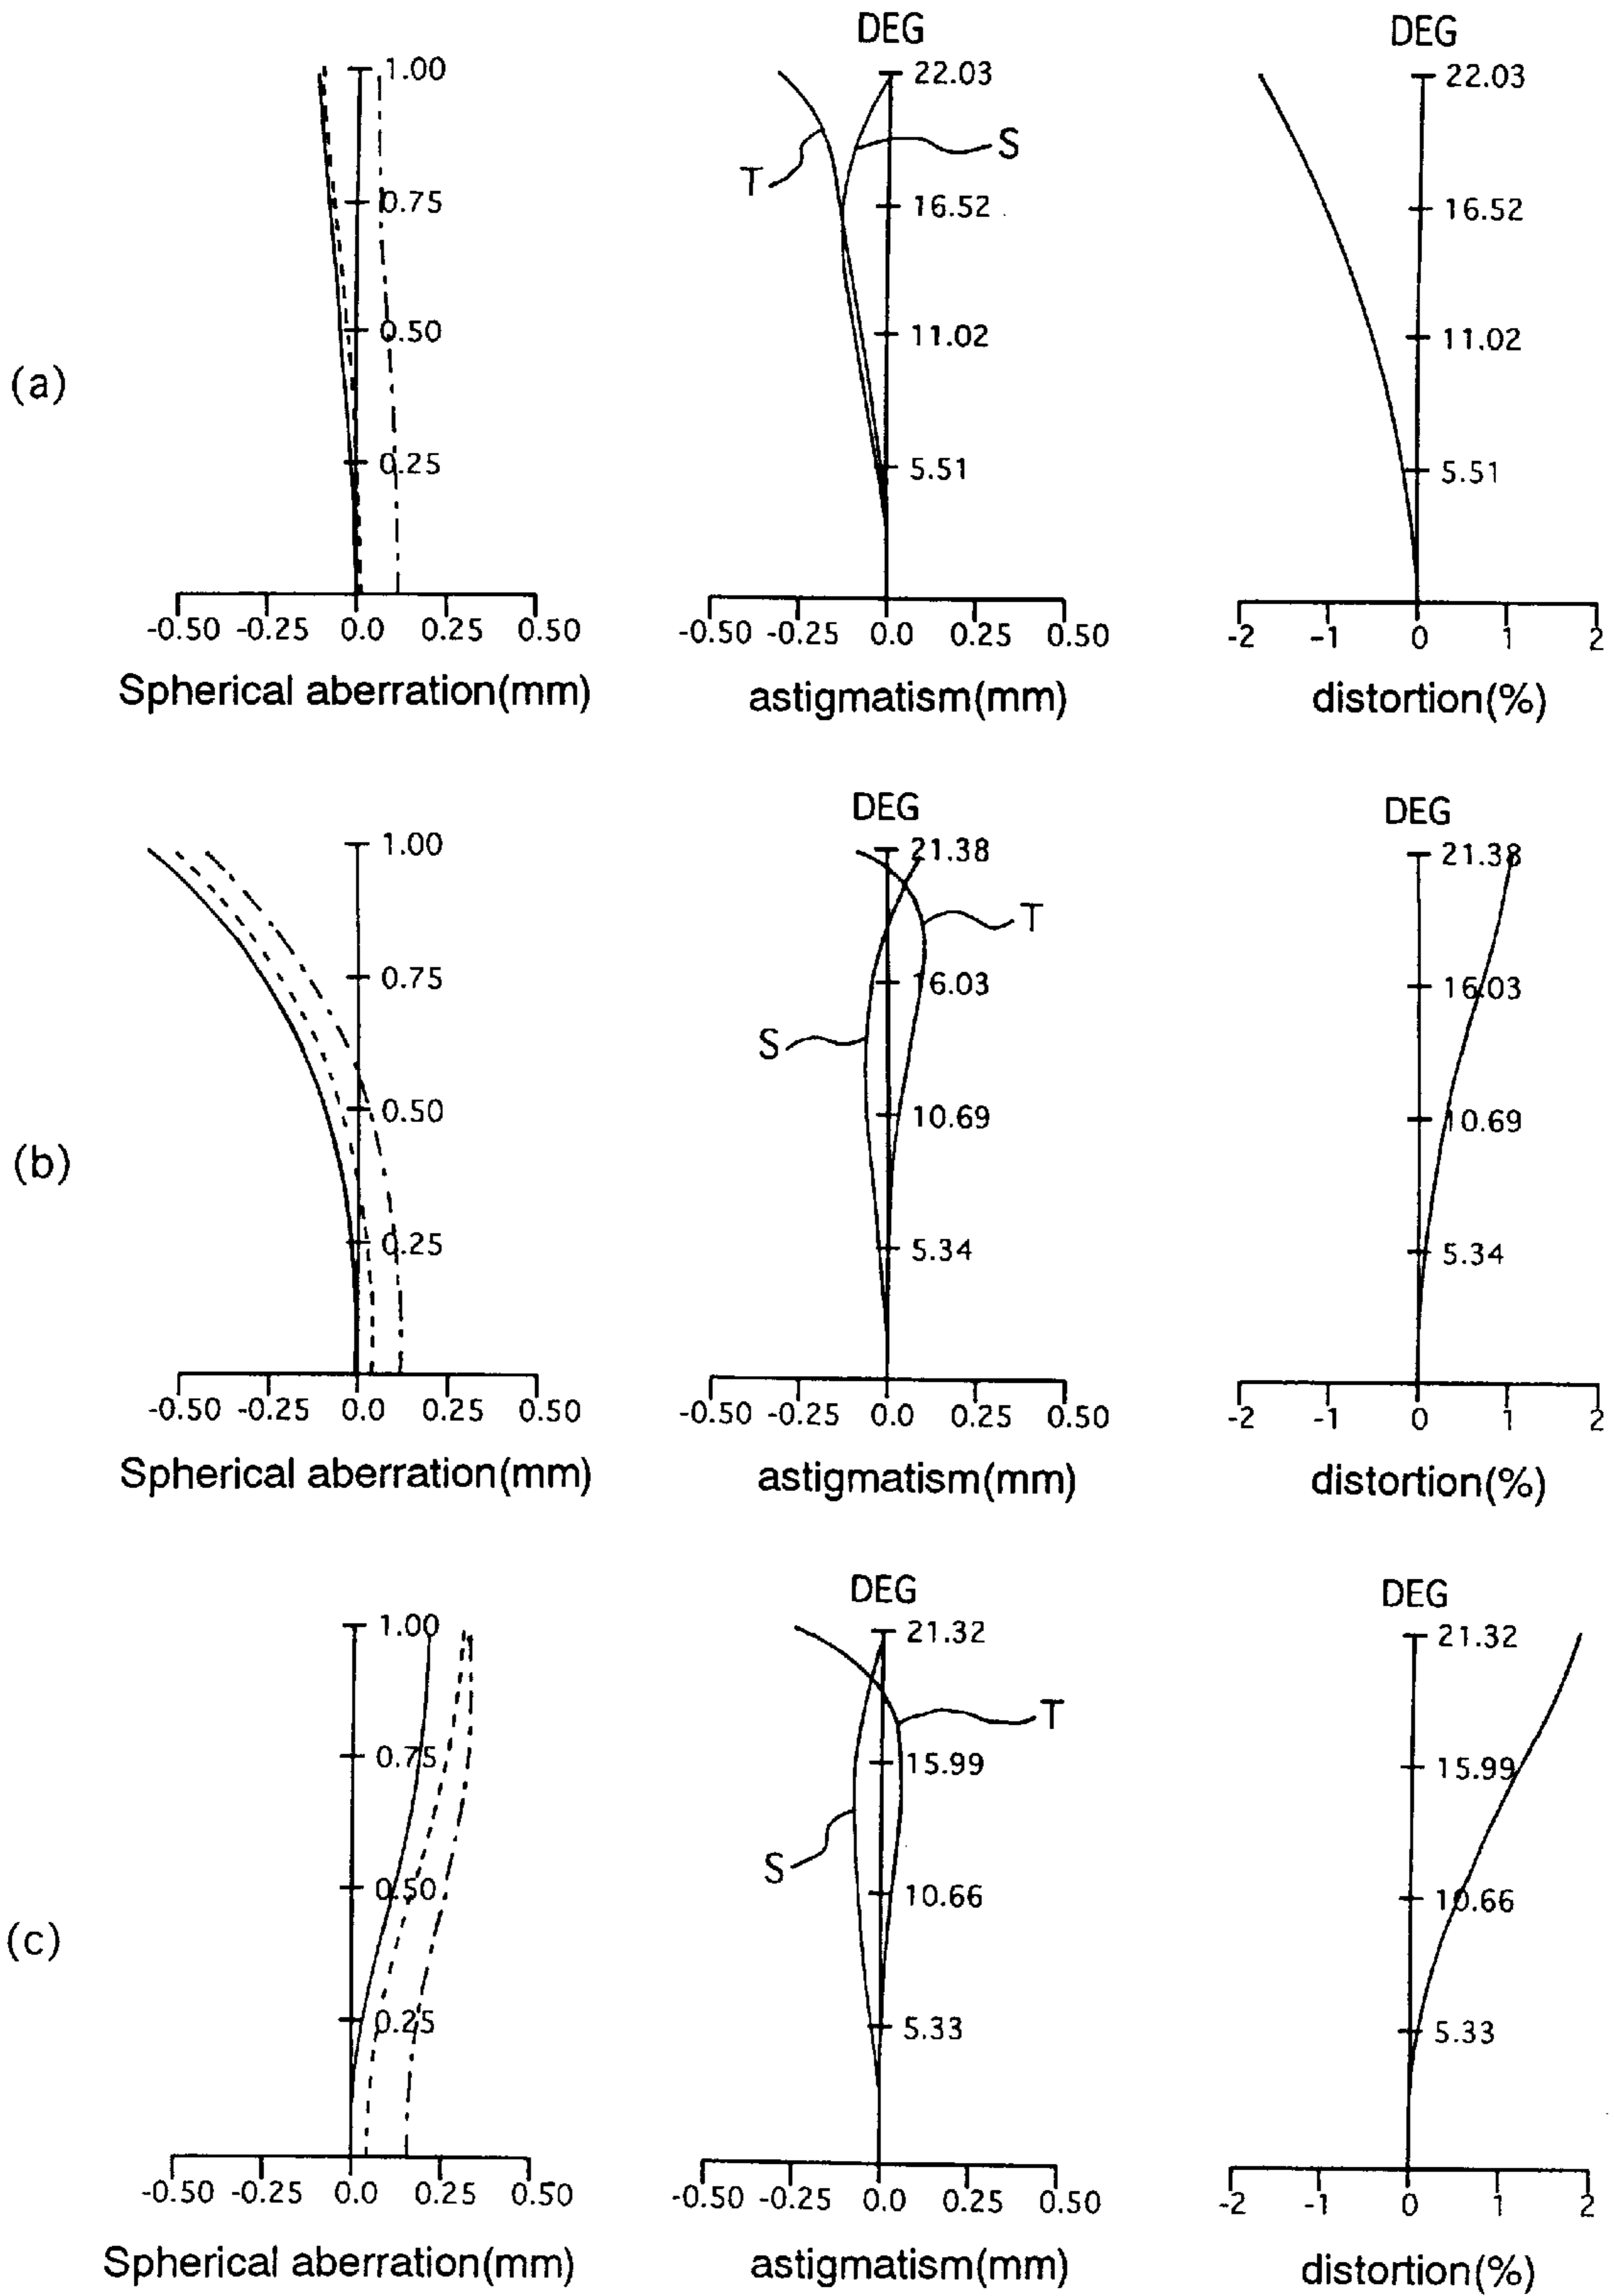 (a)
1.00
0.75
0.50
0.25
-0.50 -0.25 0.0 0.25 0.50
Spherical aberration(mm)
DEG
22.03
T
S
16.52
11.02
5.51
-0.50 -0.25 0.0 0.25 0.50
astigmatism(mm)
DEG
22.03
16.52
11.02
5.51
-2 -1 0 1 2
distortion(%)
(b)
1.00
0.75
0.50
0.25
-0.50 -0.25 0.0 0.25 0.50
Spherical aberration(mm)
DEG
21.38
T
16.03
S
10.69
5.34
-0.50 -0.25 0.0 0.25 0.50
astigmatism(mm)
DEG
21.38
16.03
10.69
5.34
-2 -1 0 1 2
distortion(%)
(c)
1.00
0.75
0.50
0.25
-0.50 -0.25 0.0 0.25 0.50
Spherical aberration(mm)
DEG
21.32
T
15.99
S
10.66
5.33
-0.50 -0.25 0.0 0.25 0.50
astigmatism(mm)
DEG
21.32
15.99
10.66
5.33
-2 -1 0 1 2
distortion(%)